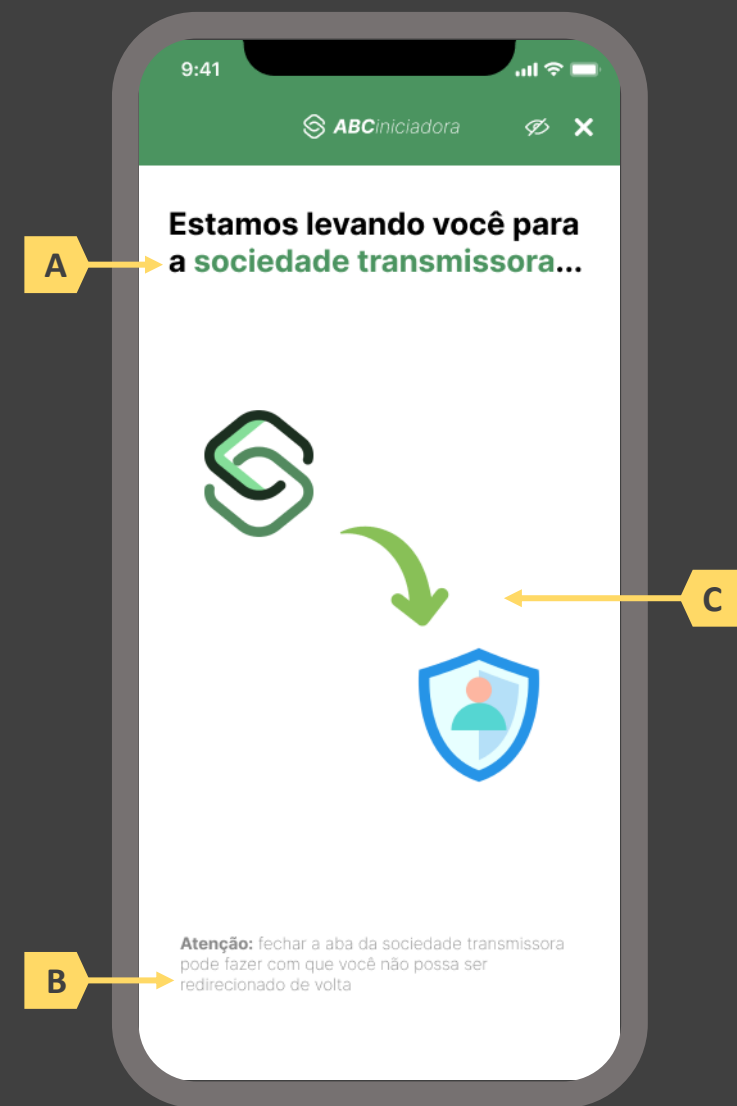 9:41
ABCiniciadora
Estamos levando você para
A
a sociedade transmissora...
C
Atenção: fechar a aba da sociedade transmissora
pode fazer com que você não possa ser
B
redirecionado de volta